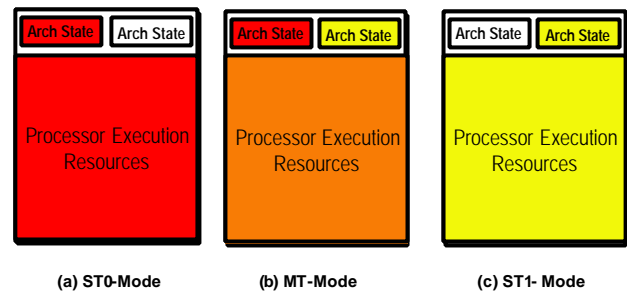 Arch State Arch State Arch State Arch State Arch State Arch State
Processor Execution Resources
Processor Execution Resources
Processor Execution Resources
(a) ST0-Mode (b) MT-Mode (c) ST1- Mode